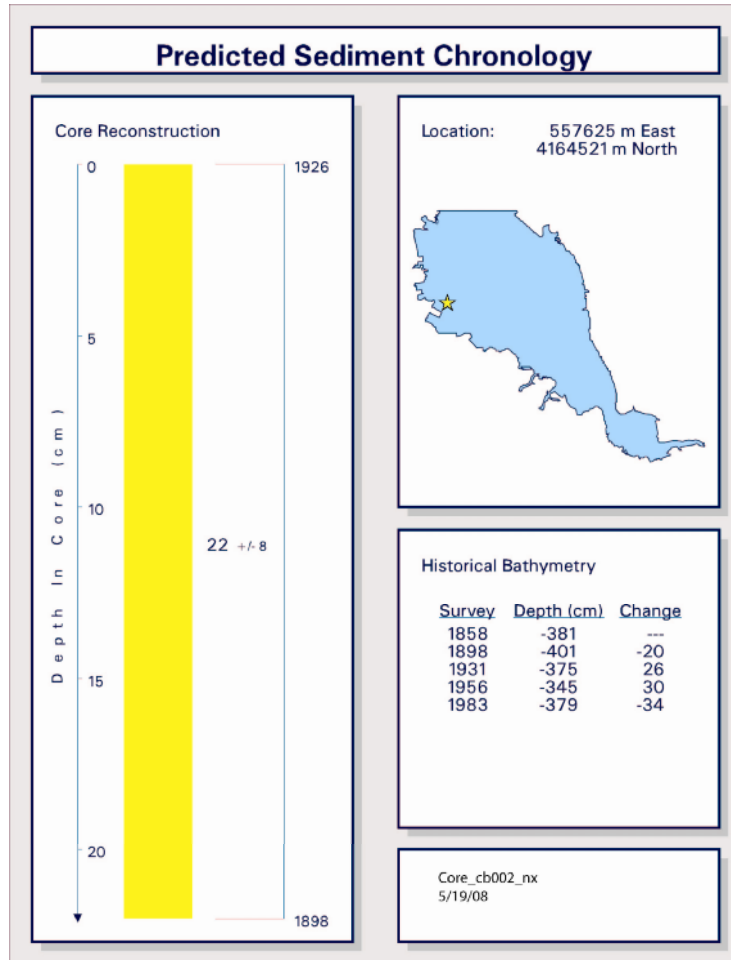 Predicted Sediment Chronology
Core Reconstruction
0
5
10
15
20
Depth In Core (cm)
1926
22 +/- 8
1898
Location: 557625 m East
4164521 m North
Historical Bathymetry
Survey Depth (cm) Change
1858 -381 ---
1898 -401 -20
1931 -375 26
1956 -345 30
1983 -379 -34
Core_cb002_nx
5/19/08